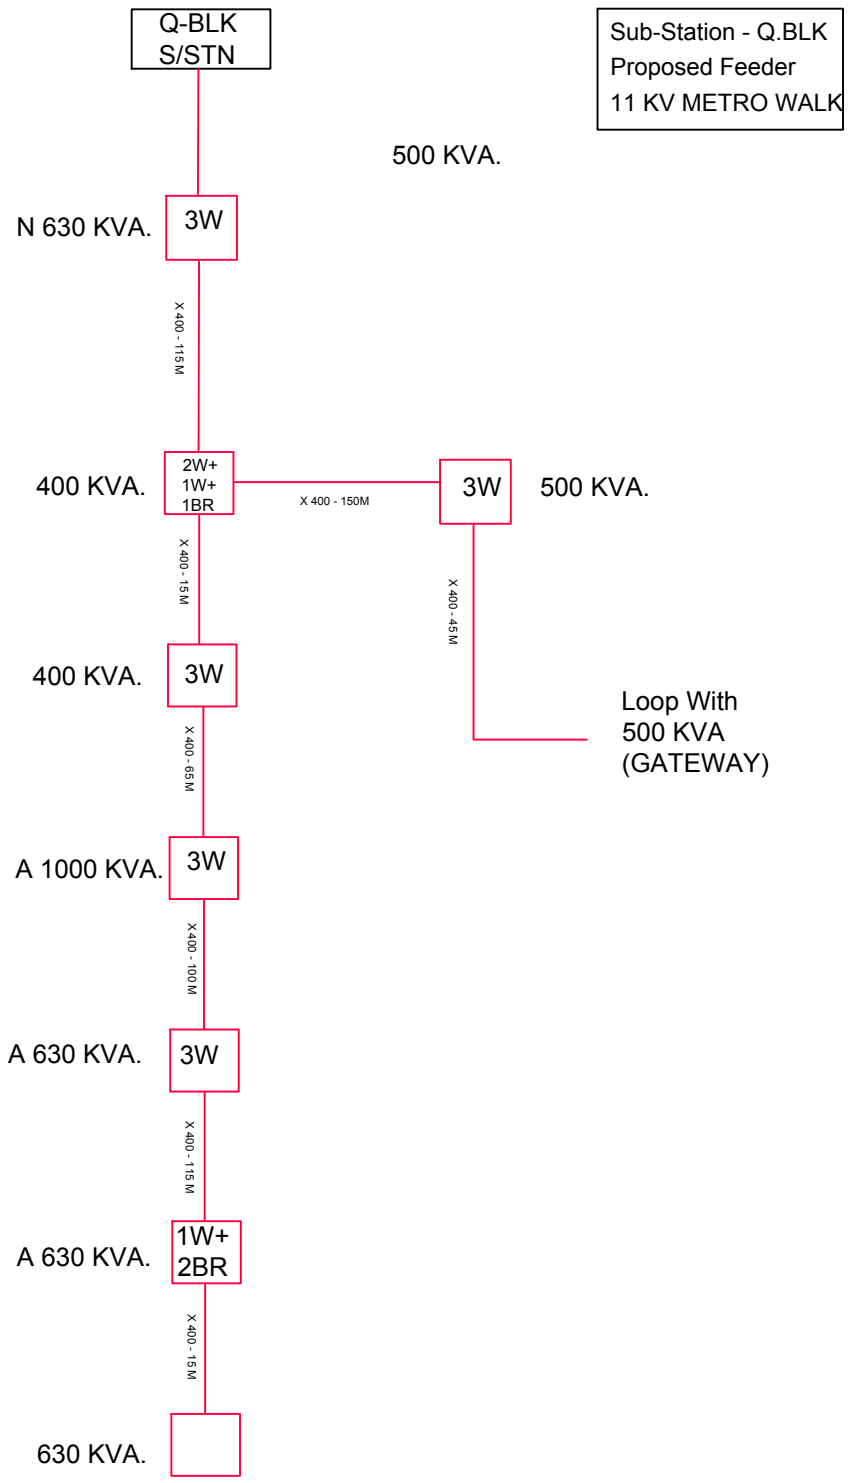 Q-BLK
S/STN
Sub-Station - Q.BLK
Proposed Feeder
11 KV METRO WALK
500 KVA.
N 630 KVA.
3W
X 400 - 115 M
400 KVA.
2W+
1W+
1BR
X 400 - 150M
3W
500 KVA.
X 400 - 15 M
X 400 - 45 M
400 KVA.
3W
Loop With
500 KVA
(GATEWAY)
X 400 - 65 M
A 1000 KVA.
3W
X 400 - 100 M
A 630 KVA.
3W
X 400 - 115 M
A 630 KVA.
1W+
2BR
X 400 - 15 M
630 KVA.